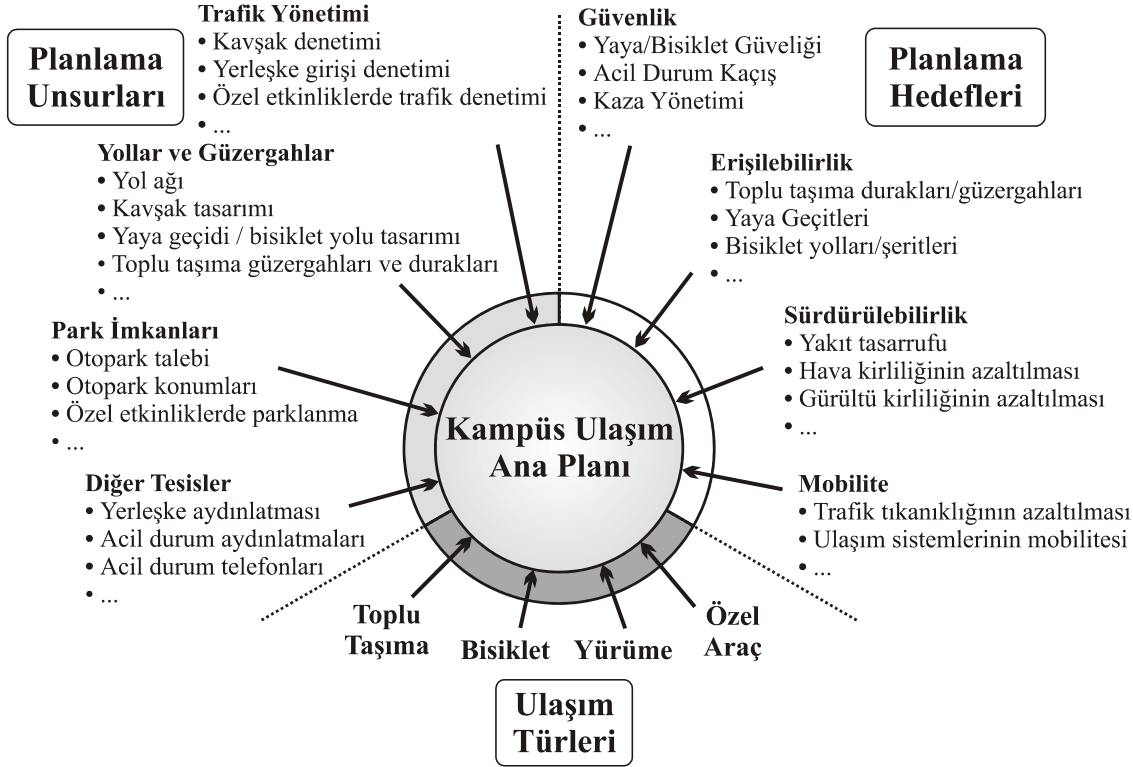 Planlama
Unsurları
Trafik Yönetimi
• Kavşak denetimi
• Yerleşke girişi denetimi
• Özel etkinliklerde trafik denetimi
• ...
Yollar ve Güzergahlar
• Yol ağı
• Kavşak tasarımı
• Yaya geçidi / bisiklet yolu tasarımı
• Toplu taşıma güzergahları ve durakları
• ...
Park İmkanları
• Otopark talebi
• Otopark konumları
• Özel etkinliklerde parklanma
• ...
Diğer Tesisler
• Yerleşke aydınlatması
• Acil durum aydınlatmaları
• Acil durum telefonları
• ...
Planlama
Hedefleri
Güvenlik
• Yaya/Bisiklet Güveliği
• Acil Durum Kaçış
• Kaza Yönetimi
• ...
Erişilebilirlik
• Toplu taşıma durakları/güzergahları
• Yaya Geçitleri
• Bisiklet yolları/şeritleri
• ...
Sürdürülebilirlik
• Yakıt tasarrufu
• Hava kirliliğinin azaltılması
• Gürültü kirliliğinin azaltılması
• ...
Mobilite
• Trafik tıkanıklığının azaltılması
• Ulaşım sistemlerinin mobilitesi
• ...
Kampüs Ulaşım
Ana Planı
Toplu
Taşıma
Bisiklet
Yürüme
Özel
Araç
Ulaşım
Türleri